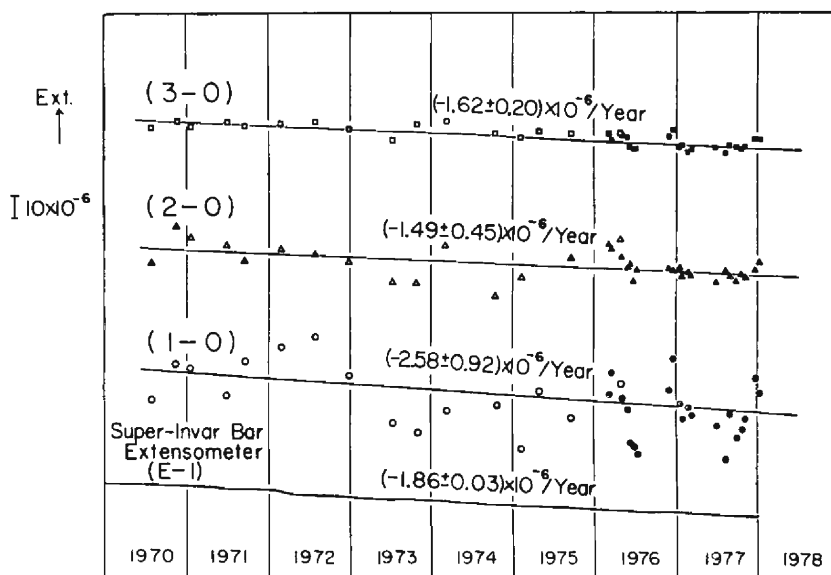 Ext.
(3-0)
(-1.62±0.20)×10⁻⁶/Year
10×10⁻⁶
(2-0)
(-1.49±0.45)×10⁻⁶/Year
(1-0)
(-2.58±0.92)×10⁻⁶/Year
Super-Invar Bar
Extensometer
(E-1)
(-1.86±0.03)×10⁻⁶/Year
1970 1971 1972 1973 1974 1975 1976 1977 1978